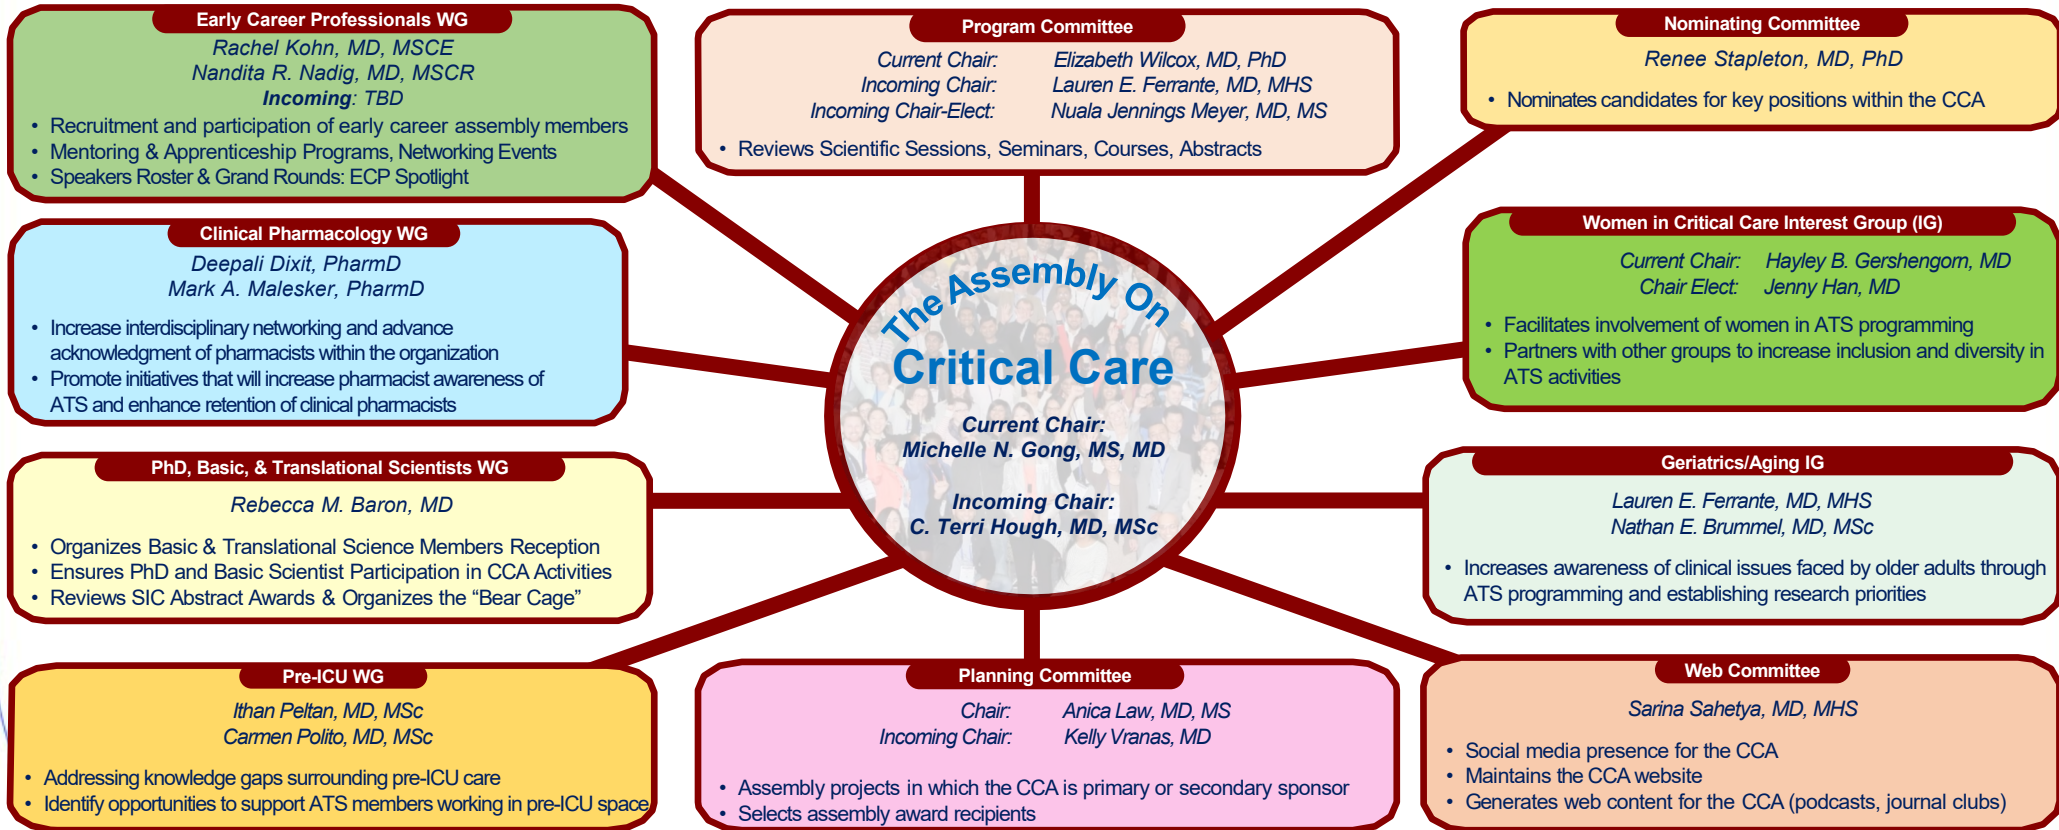 Early Career Professionals WG
Rachel Kohn, MD, MSCE
Nandita R. Nadig, MD, MSCR
Incoming: TBD
• Recruitment and participation of early career assembly members
• Mentoring & Apprenticeship Programs, Networking Events
• Speakers Roster & Grand Rounds: ECP Spotlight
Program Committee
Current Chair: Elizabeth Wilcox, MD, PhD
Incoming Chair: Lauren E. Ferrante, MD, MHS
Incoming Chair-Elect: Nuala Jennings Meyer, MD, MS
• Reviews Scientific Sessions, Seminars, Courses, Abstracts
Nominating Committee
Renee Stapleton, MD, PhD
• Nominates candidates for key positions within the CCA
Clinical Pharmacology WG
Deepali Dixit, PharmD
Mark A. Malesker, PharmD
• Increase interdisciplinary networking and advance
acknowledgment of pharmacists within the organization
• Promote initiatives that will increase pharmacist awareness of
ATS and enhance retention of clinical pharmacists
The Assembly On
Critical Care
Current Chair:
Michelle N. Gong, MS, MD
Incoming Chair:
C. Terri Hough, MD, MSc
Women in Critical Care Interest Group (IG)
Current Chair: Hayley B. Gershengorn, MD
Chair Elect: Jenny Han, MD
• Facilitates involvement of women in ATS programming
• Partners with other groups to increase inclusion and diversity in
ATS activities
PhD, Basic, & Translational Scientists WG
Rebecca M. Baron, MD
• Organizes Basic & Translational Science Members Reception
• Ensures PhD and Basic Scientist Participation in CCA Activities
• Reviews SIC Abstract Awards & Organizes the “Bear Cage”
Geriatrics/Aging IG
Lauren E. Ferrante, MD, MHS
Nathan E. Brummel, MD, MSc
• Increases awareness of clinical issues faced by older adults through
ATS programming and establishing research priorities
Pre-ICU WG
Ithan Peltan, MD, MSc
Carmen Polito, MD, MSc
• Addressing knowledge gaps surrounding pre-ICU care
• Identify opportunities to support ATS members working in pre-ICU space
Planning Committee
Chair: Anica Law, MD, MS
Incoming Chair: Kelly Vranas, MD
• Assembly projects in which the CCA is primary or secondary sponsor
• Selects assembly award recipients
Web Committee
Sarina Sahetya, MD, MHS
• Social media presence for the CCA
• Maintains the CCA website
• Generates web content for the CCA (podcasts, journal clubs)